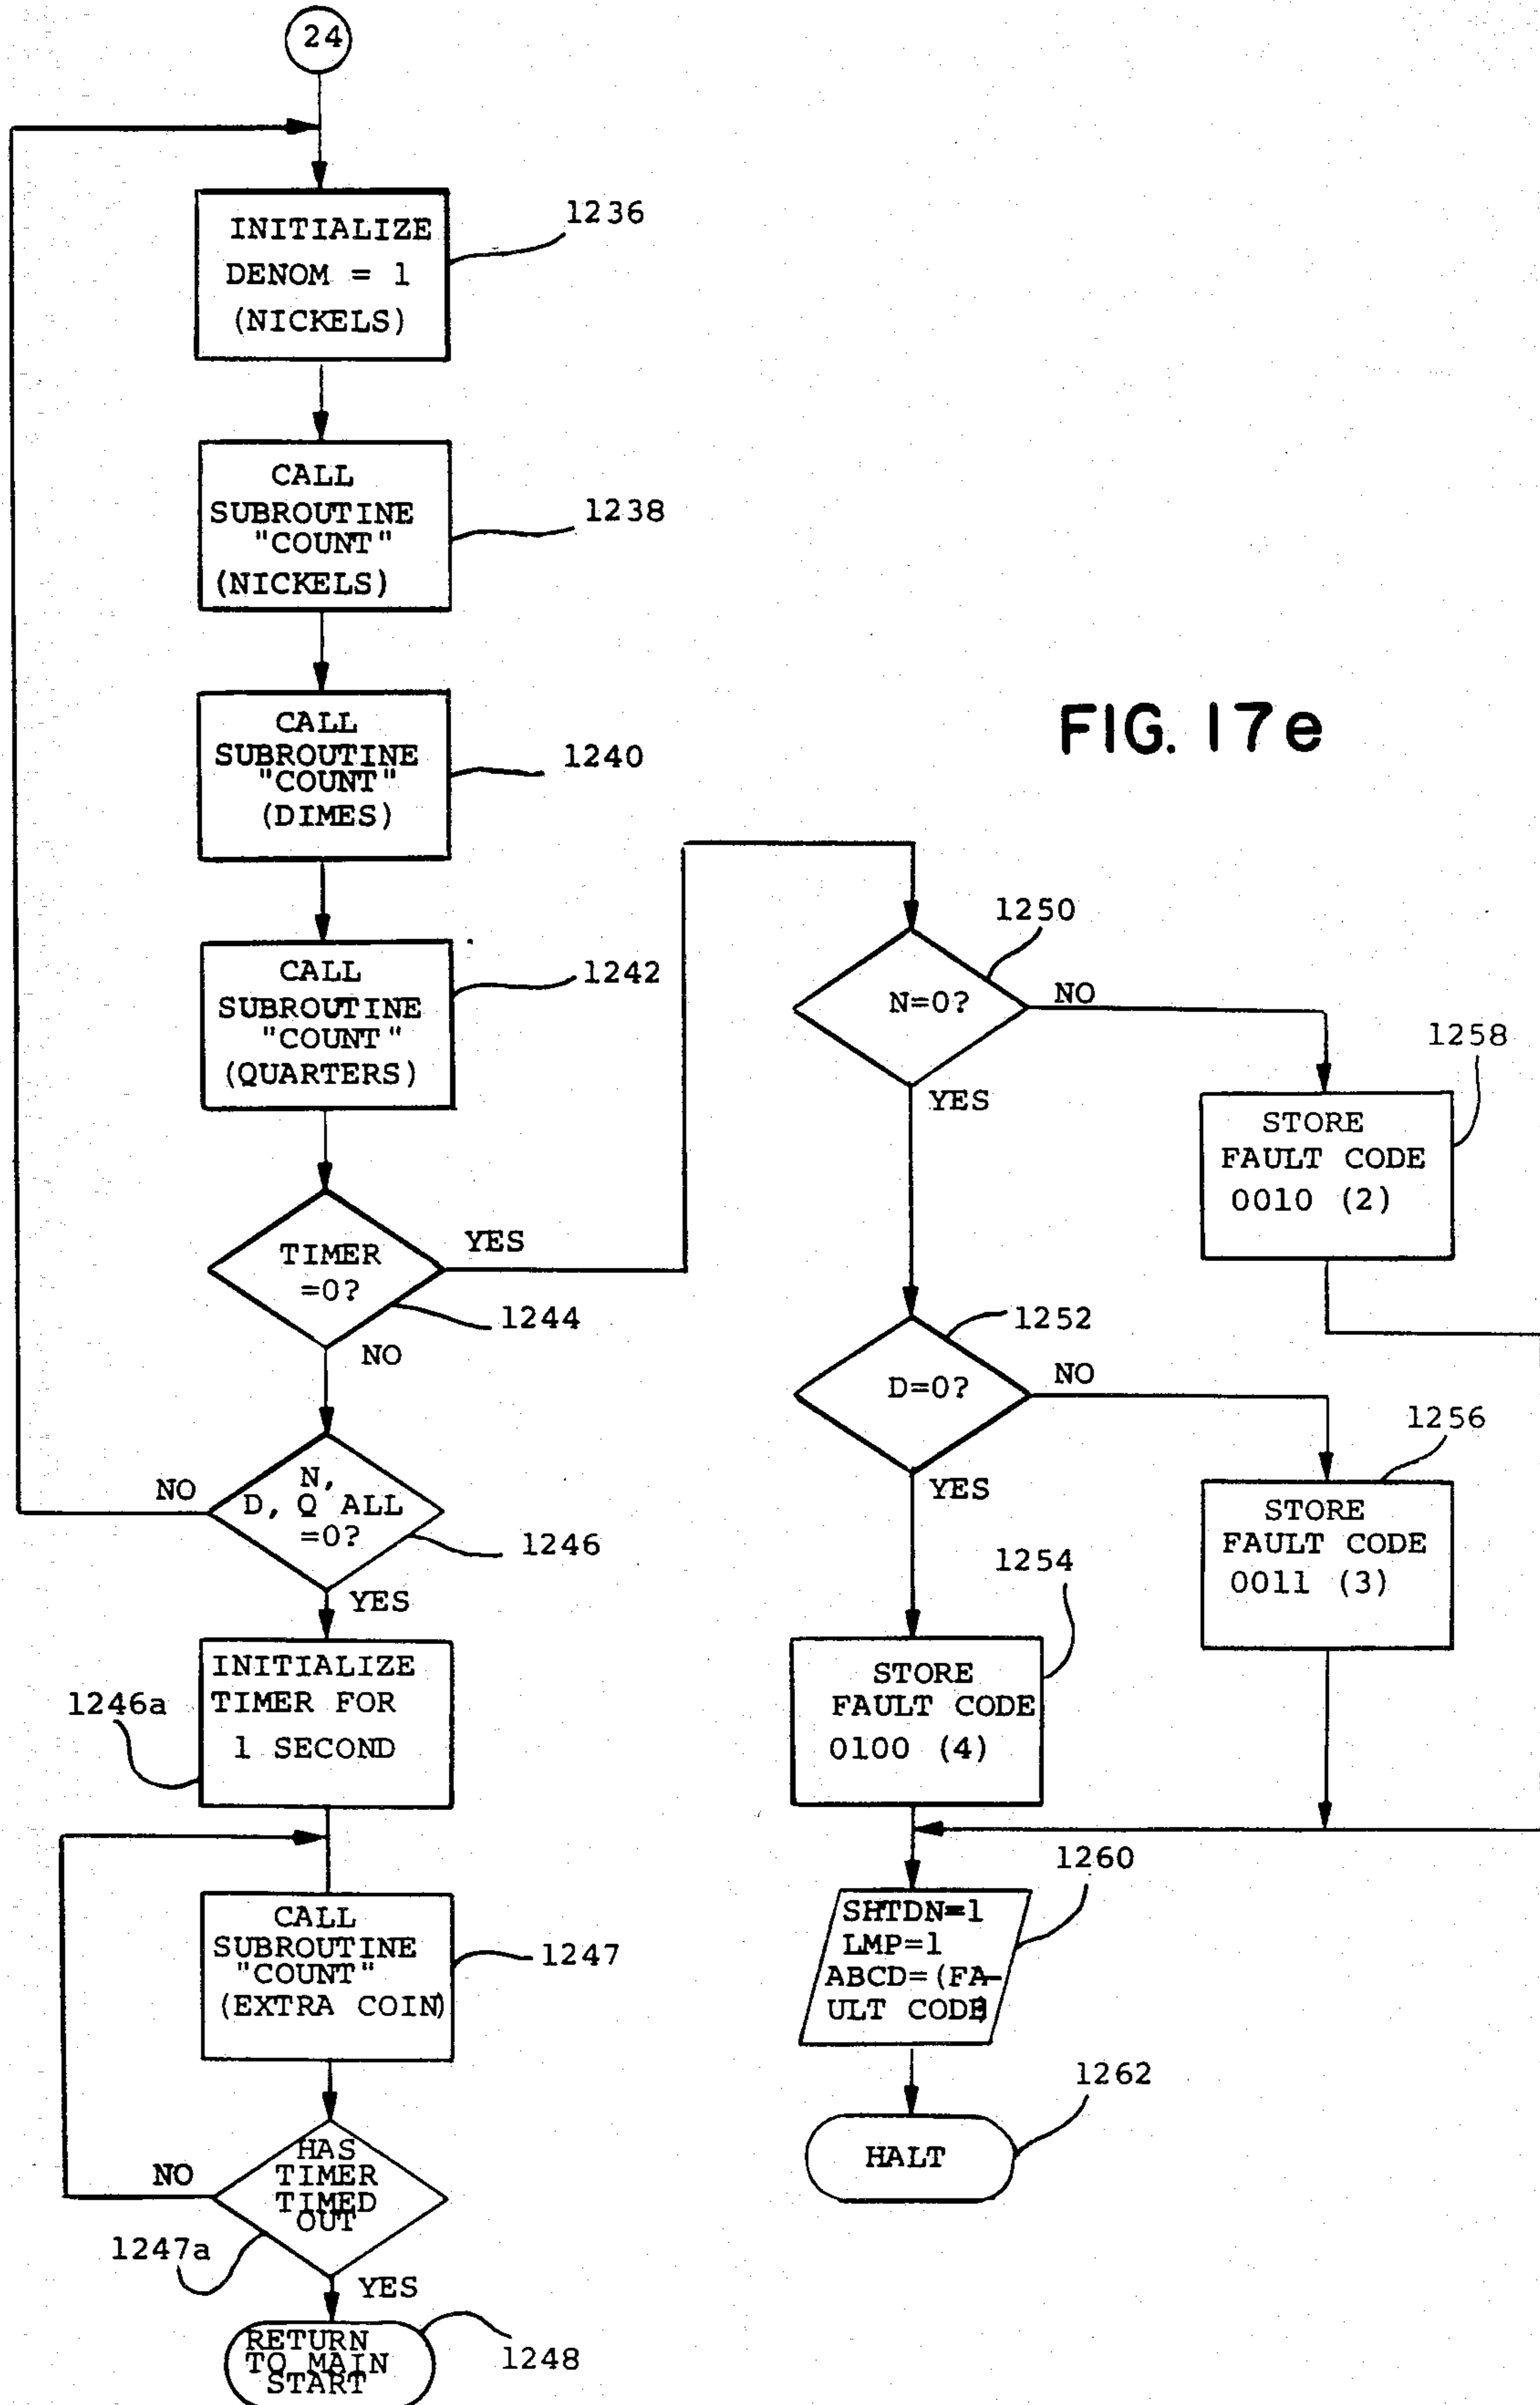 24
INITIALIZE
DENOM = 1
(NICKELS)
1236
CALL
SUBROUTINE
"COUNT"
(NICKELS)
1238
CALL
SUBROUTINE
"COUNT"
(DIMES)
1240
FIG. 17e
CALL
SUBROUTINE
"COUNT"
(QUARTERS)
1242
TIMER
=0?
YES
1244
NO
N,
D, Q ALL
=0?
NO
1246
YES
INITIALIZE
TIMER FOR
1 SECOND
1246a
CALL
SUBROUTINE
"COUNT"
(EXTRA COIN)
1247
HAS
TIMER
TIMED
OUT
NO
1247a
YES
RETURN
TO MAIN
START
1248
1250
N=0?
NO
YES
1258
STORE
FAULT CODE
0010 (2)
1252
D=0?
NO
YES
1256
STORE
FAULT CODE
0011 (3)
1254
STORE
FAULT CODE
0100 (4)
1260
SHTDN=1
LMP=1
ABCD=(FA-
ULT CODE)
1262
HALT